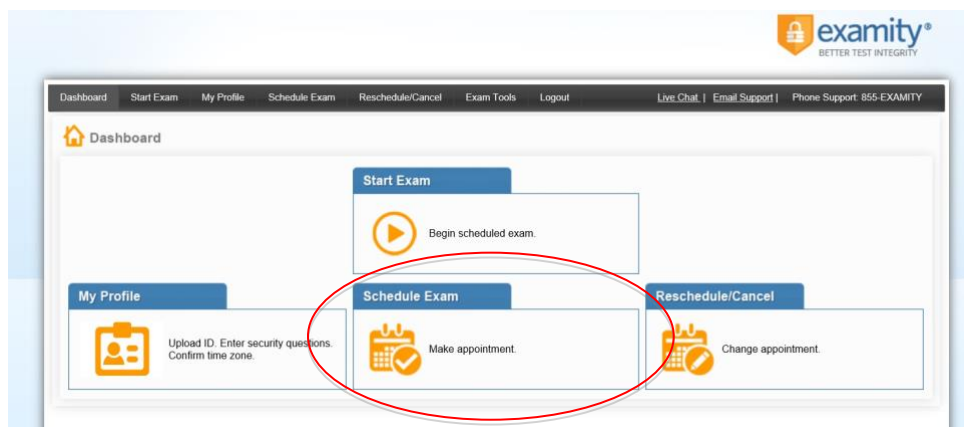 examity®
BETTER TEST INTEGRITY
Dashboard Start Exam My Profile Schedule Exam Reschedule/Cancel Exam Tools Logout Live Chat | Email Support | Phone Support: 855-EXAMITY
Dashboard
Start Exam
Begin scheduled exam.
My Profile
Upload ID. Enter security questions.
Confirm time zone.
Schedule Exam
Make appointment.
Reschedule/Cancel
Change appointment.